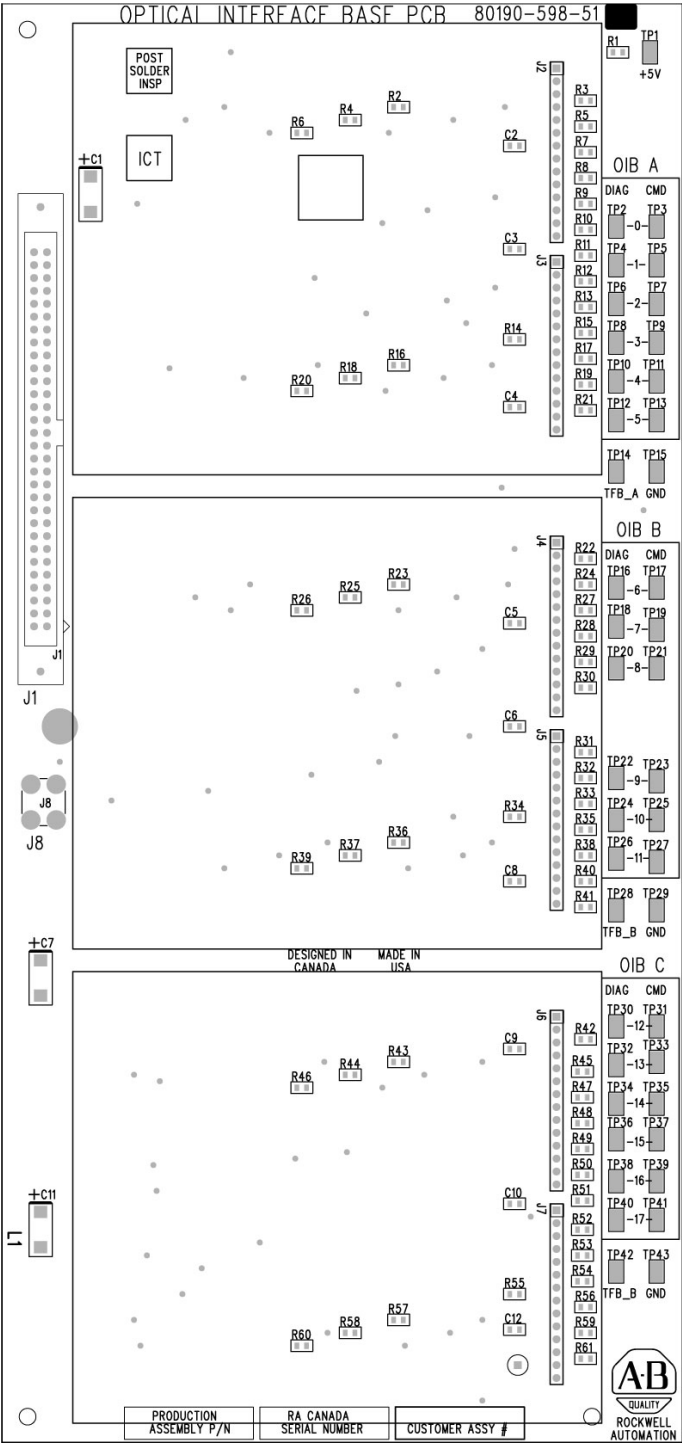 OPTICAL INTERFACE BASE PCB 80190-598-51
R1
TP1
+5V
POST
SOLDER
INSP
ICT
+C1
R6
R4
R2
C2
J2
R3
R5
R7
R8
R9
R10
C3
J3
R11
R12
R13
R14
R15
R17
R16
R18
R20
R19
C4
R21
OIB A
DIAG CMD
TP2 -0- TP3
TP4 -1- TP5
TP6 -2- TP7
TP8 -3- TP9
TP10 -4- TP11
TP12 -5- TP13
TP14 TP15
TFB_A GND
J1
J1
J8
J8
R26
R25
R23
C5
J4
R22
R24
R27
R28
R29
R30
C6
J5
R31
R32
R33
R34
R35
R39
R37
R36
R38
C8
R40
R41
OIB B
DIAG CMD
TP16 -6- TP17
TP18 -7- TP19
TP20 -8- TP21
TP22 -9- TP23
TP24 -10- TP25
TP26 -11- TP27
TP28 TP29
TFB_B GND
+C7
DESIGNED IN CANADA
MADE IN USA
R46
R44
R43
C9
J6
R42
R45
R47
R48
R49
R50
R51
C10
J7
R52
R53
R54
R55
R56
R60
R58
R57
C12
R59
R61
+C11
L1
OIB C
DIAG CMD
TP30 -12- TP31
TP32 -13- TP33
TP34 -14- TP35
TP36 -15- TP37
TP38 -16- TP39
TP40 -17- TP41
TP42 TP43
TFB_B GND
A-B
QUALITY
ROCKWELL
AUTOMATION
PRODUCTION
ASSEMBLY P/N
RA CANADA
SERIAL NUMBER
CUSTOMER ASSY #